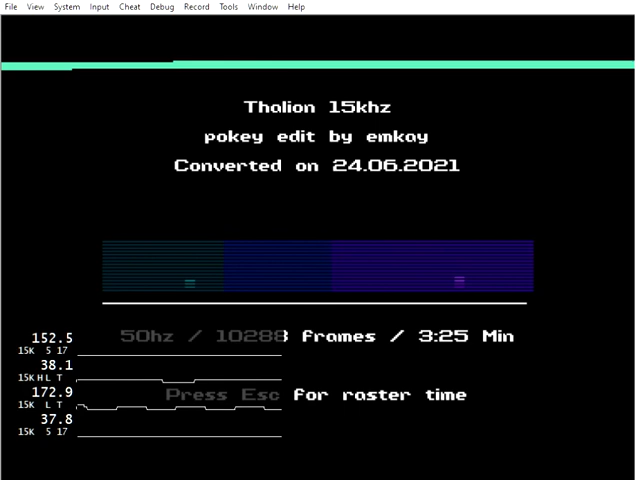 File View System Input Cheat Debug Record Tools Window Help
Thalion 15khz
pokey edit by emkay
Converted on 24.06.2021
50hz / 10288 frames / 3:25 Min
Press Esc for raster time
152.5
15K 5 17
38.1
15K H L T
172.9
15K L T
37.8
15K 5 17